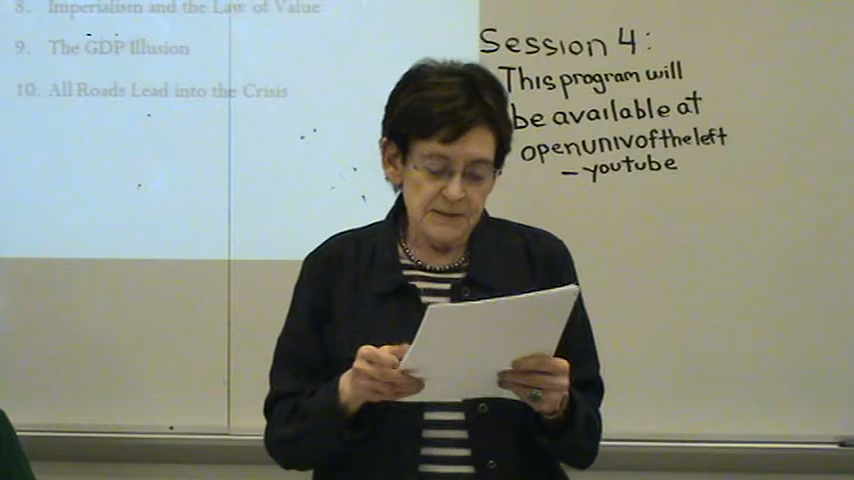 8. Imperialism and the Law of Value
9. The GDP Illusion
10. All Roads Lead into the Crisis
Session 4:
This program will
be available at
openunivoftheleft
-youtube